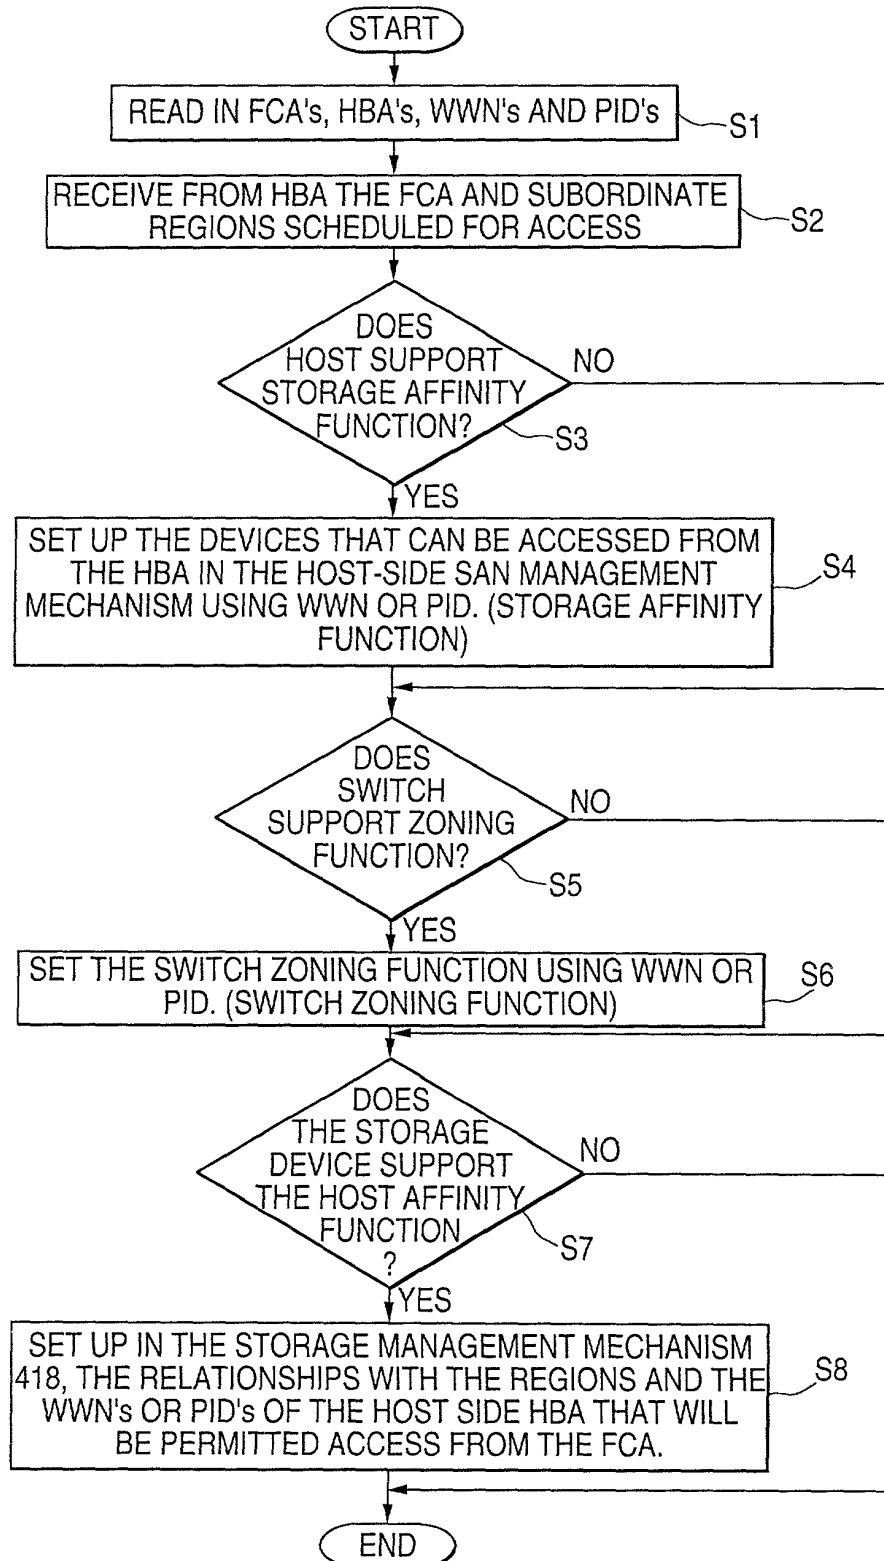 START
READ IN FCA's, HBA's, WWN's AND PID's
S1
RECEIVE FROM HBA THE FCA AND SUBORDINATE
REGIONS SCHEDULED FOR ACCESS
S2
DOES
HOST SUPPORT
STORAGE AFFINITY
FUNCTION?
NO
S3
YES
SET UP THE DEVICES THAT CAN BE ACCESSED FROM
THE HBA IN THE HOST-SIDE SAN MANAGEMENT
MECHANISM USING WWN OR PID. (STORAGE AFFINITY
FUNCTION)
S4
DOES
SWITCH
SUPPORT ZONING
FUNCTION?
NO
S5
YES
SET THE SWITCH ZONING FUNCTION USING WWN OR
PID. (SWITCH ZONING FUNCTION)
S6
DOES
THE STORAGE
DEVICE SUPPORT
THE HOST AFFINITY
FUNCTION
?
NO
S7
YES
SET UP IN THE STORAGE MANAGEMENT MECHANISM
418, THE RELATIONSHIPS WITH THE REGIONS AND THE
WWN's OR PID's OF THE HOST SIDE HBA THAT WILL
BE PERMITTED ACCESS FROM THE FCA.
S8
END